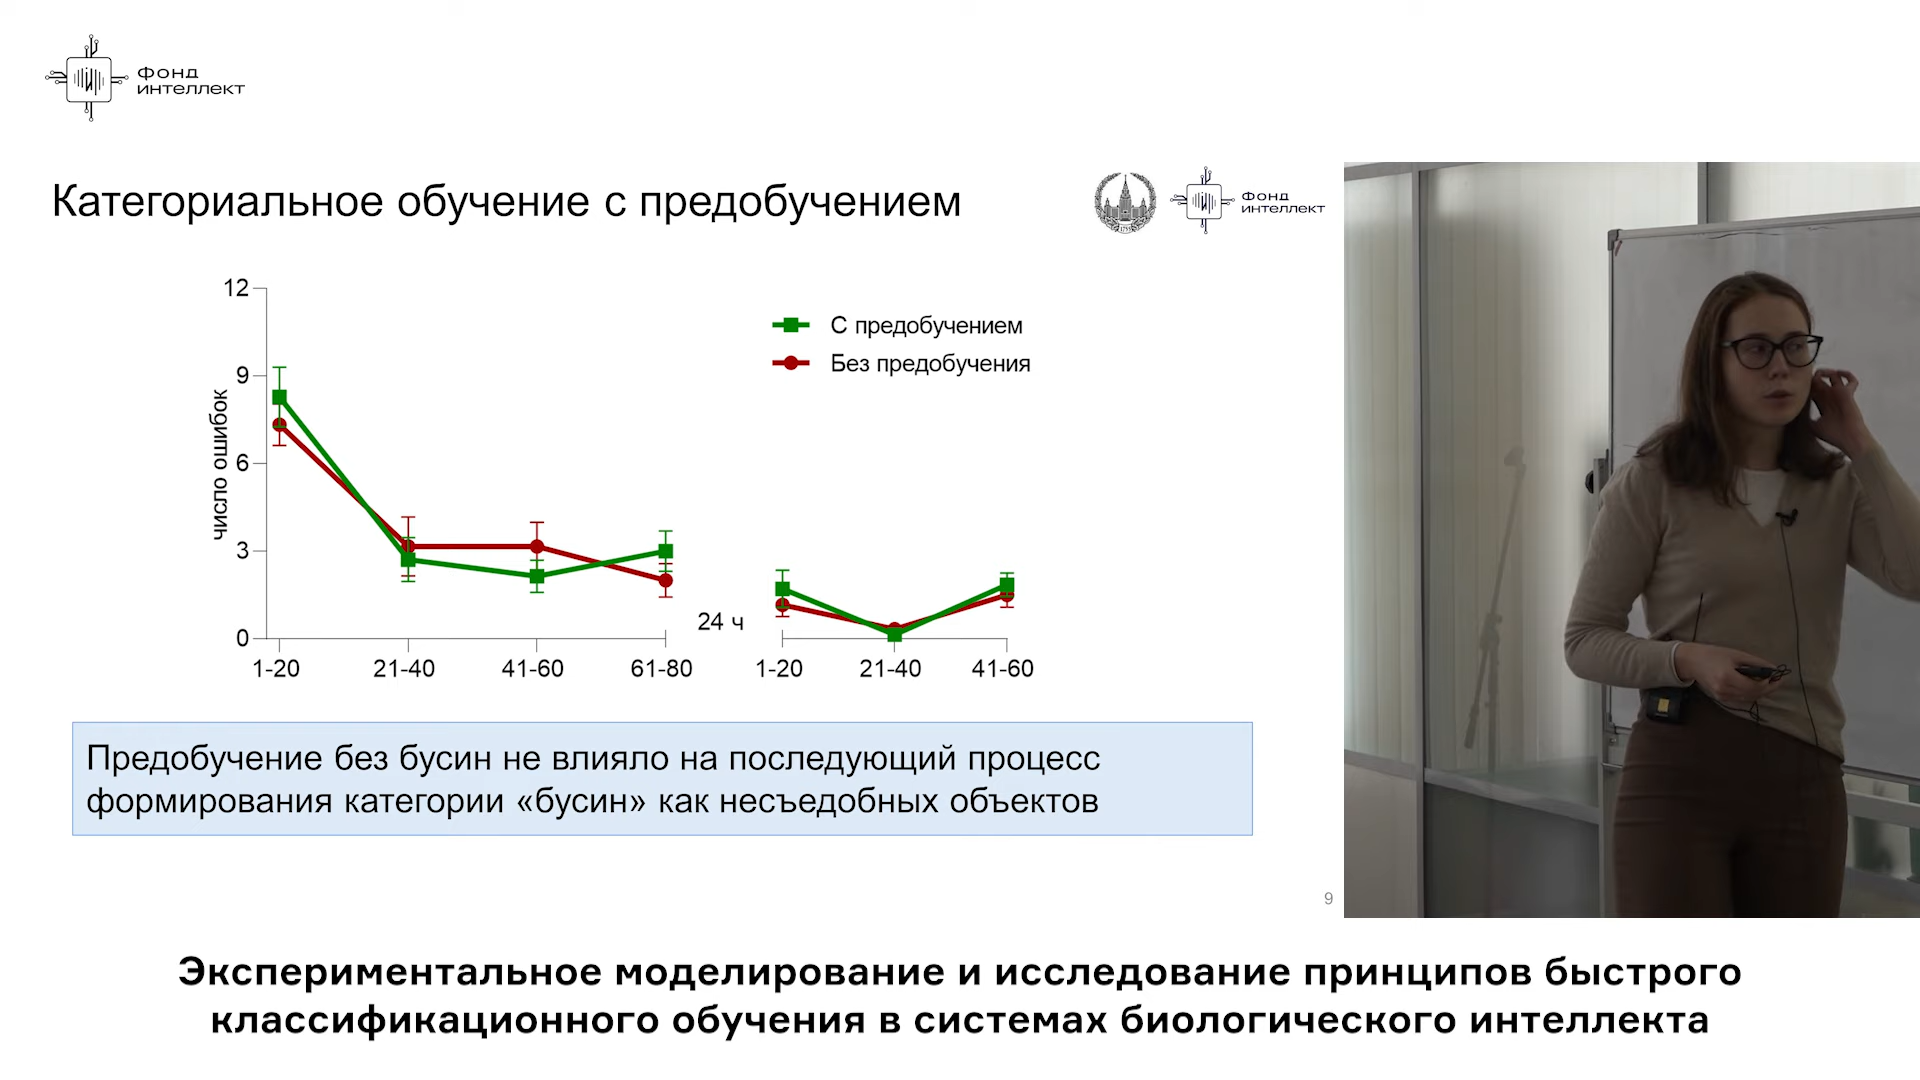 Фонд
интеллект
Категориальное обучение с предобучением
1755
Фонд
интеллект
12
9
6
3
0
число ошибок
С предобучением
Без предобучения
24 ч
1-20 21-40 41-60 61-80 1-20 21-40 41-60
Предобучение без бусин не влияло на последующий процесс
формирования категории «бусин» как несъедобных объектов
9
Экспериментальное моделирование и исследование принципов быстрого
классификационного обучения в системах биологического интеллекта